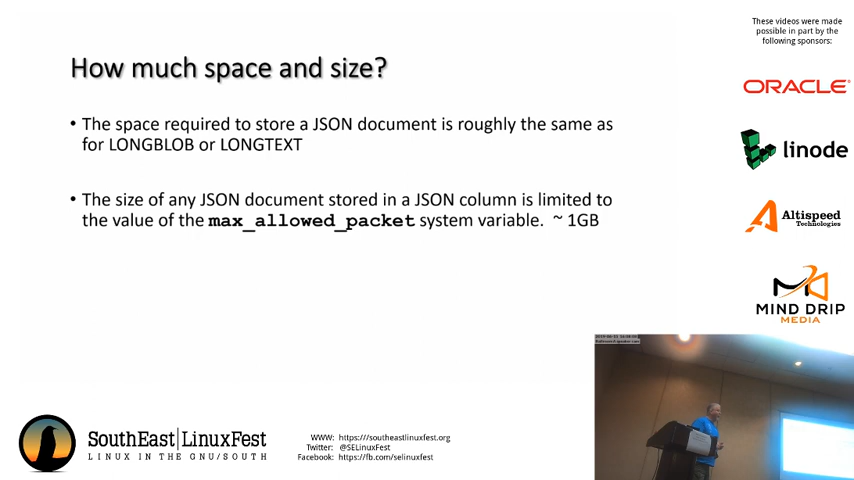 These videos were made
possible in part by the
following sponsors:
How much space and size?
ORACLE®
• The space required to store a JSON document is roughly the same as
for LONGBLOB or LONGTEXT
linode
• The size of any JSON document stored in a JSON column is limited to
the value of the max_allowed_packet system variable.  ~ 1GB
Altispeed
Technologies
MIND DRIP
MEDIA
SouthEast|LinuxFest
LINUX IN THE GNU/SOUTH
WWW: https://southeastlinuxfest.org
Twitter: @SELinuxFest
Facebook: https://fb.com/selinuxfest